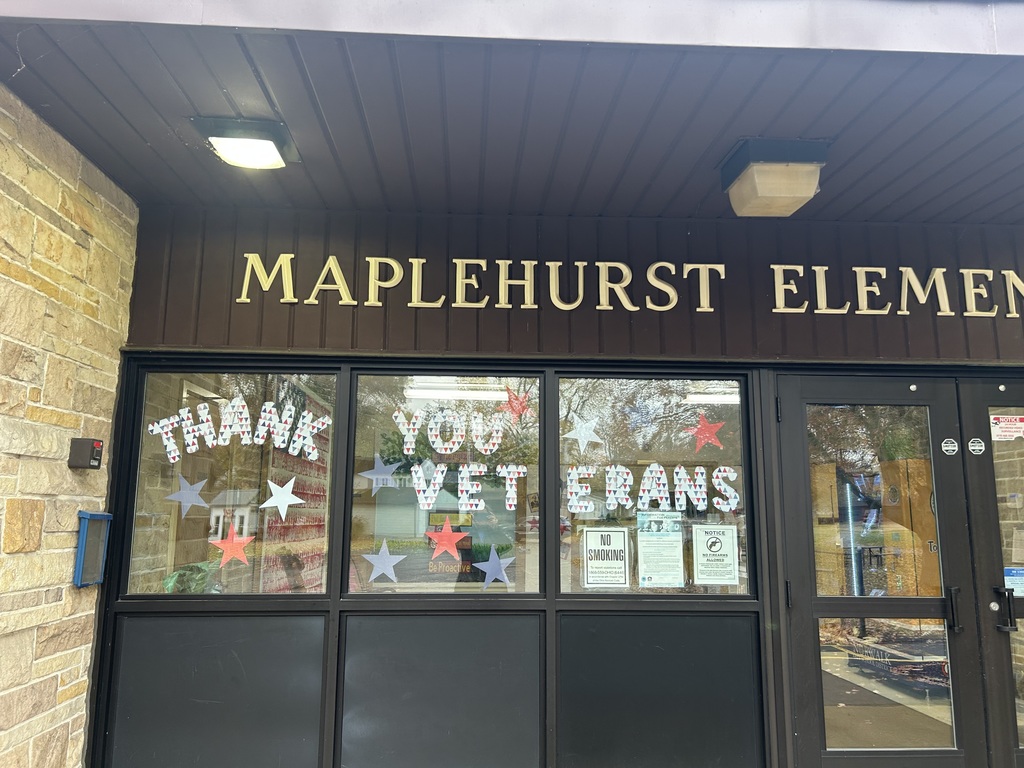 MAPLEHURST ELEMEN
THANK YOU
VETERANS
Be Proactive
NO
SMOKING
NOTICE
NO FIREARMS
ALLOWED
NOTICE